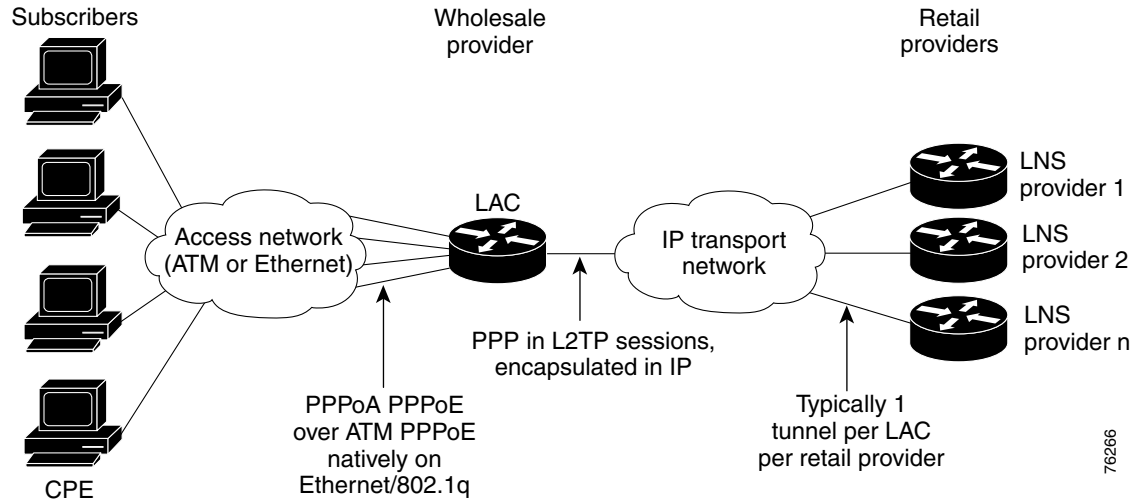 Subscribers
Wholesale
provider
Retail
providers
LAC
Access network
(ATM or Ethernet)
IP transport
network
LNS
provider 1
LNS
provider 2
LNS
provider n
PPP in L2TP sessions,
encapsulated in IP
PPPoA PPPoE
over ATM PPPoE
natively on
Ethernet/802.1q
Typically 1
tunnel per LAC
per retail provider
CPE
76266